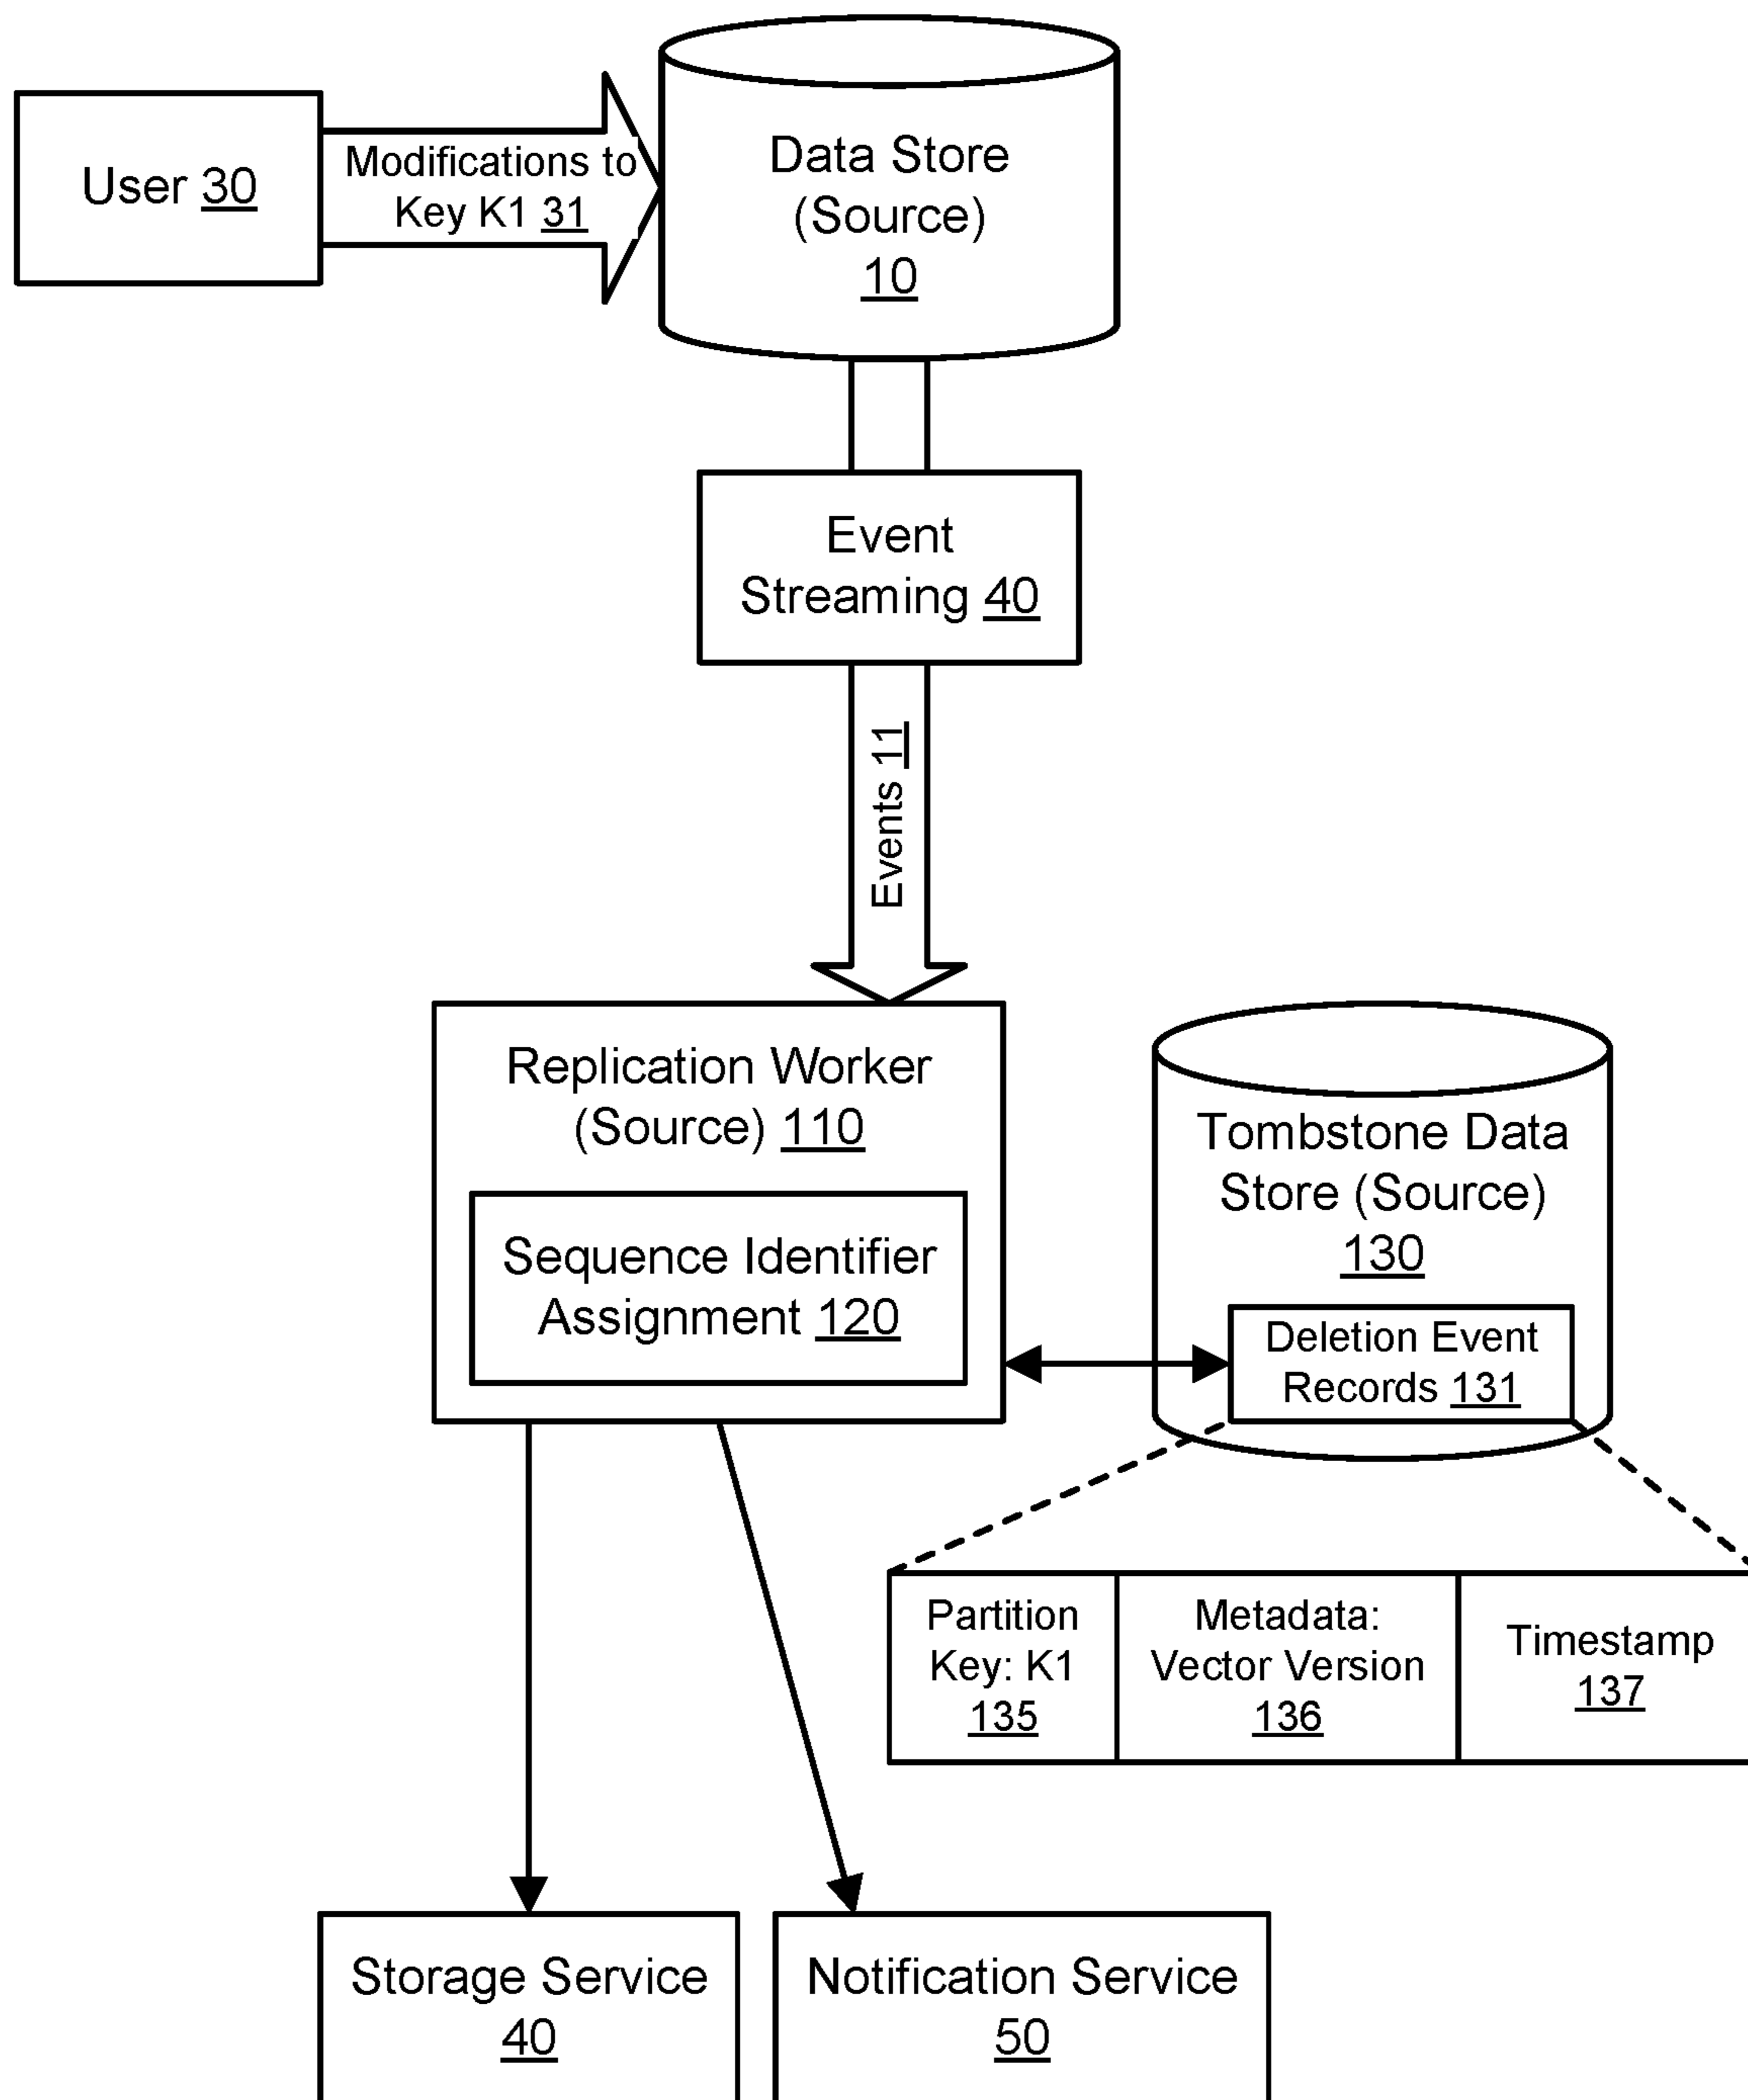 User 30
Modifications to
Key K1 31
Data Store
(Source)
10
Event
Streaming 40
Events 11
Replication Worker
(Source) 110
Sequence Identifier
Assignment 120
Tombstone Data
Store (Source)
130
Deletion Event
Records 131
Partition
Key: K1
135
Metadata:
Vector Version
136
Timestamp
137
Storage Service
40
Notification Service
50